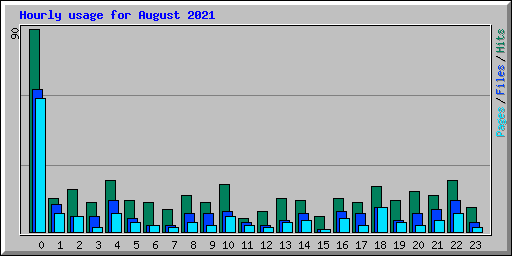 Hourly usage for August 2021
90
Pages/Files/Hits
0 1 2 3 4 5 6 7 8 9 10 11 12 13 14 15 16 17 18 19 20 21 22 23